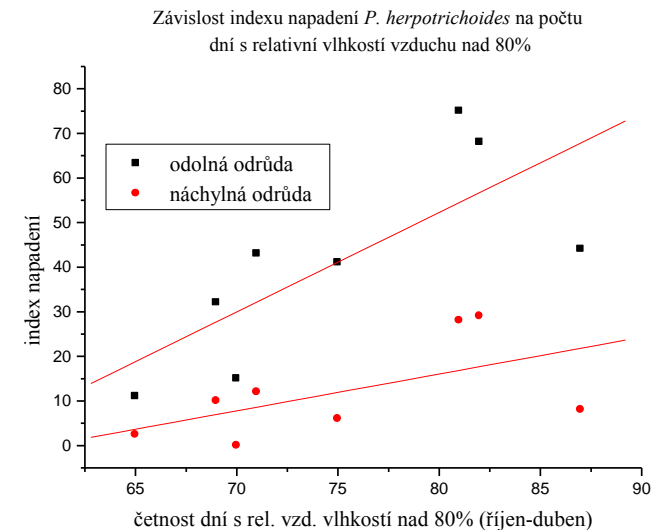 Závislost indexu napadení P. herpotrichoides na počtu
dní s relativní vlhkostí vzduchu nad 80%
80
70
60
50
40
30
20
10
0
index napadení
odolná odrůda
náchylná odrůda
65 70 75 80 85 90
četnost dní s rel. vzd. vlhkostí nad 80% (říjen-duben)